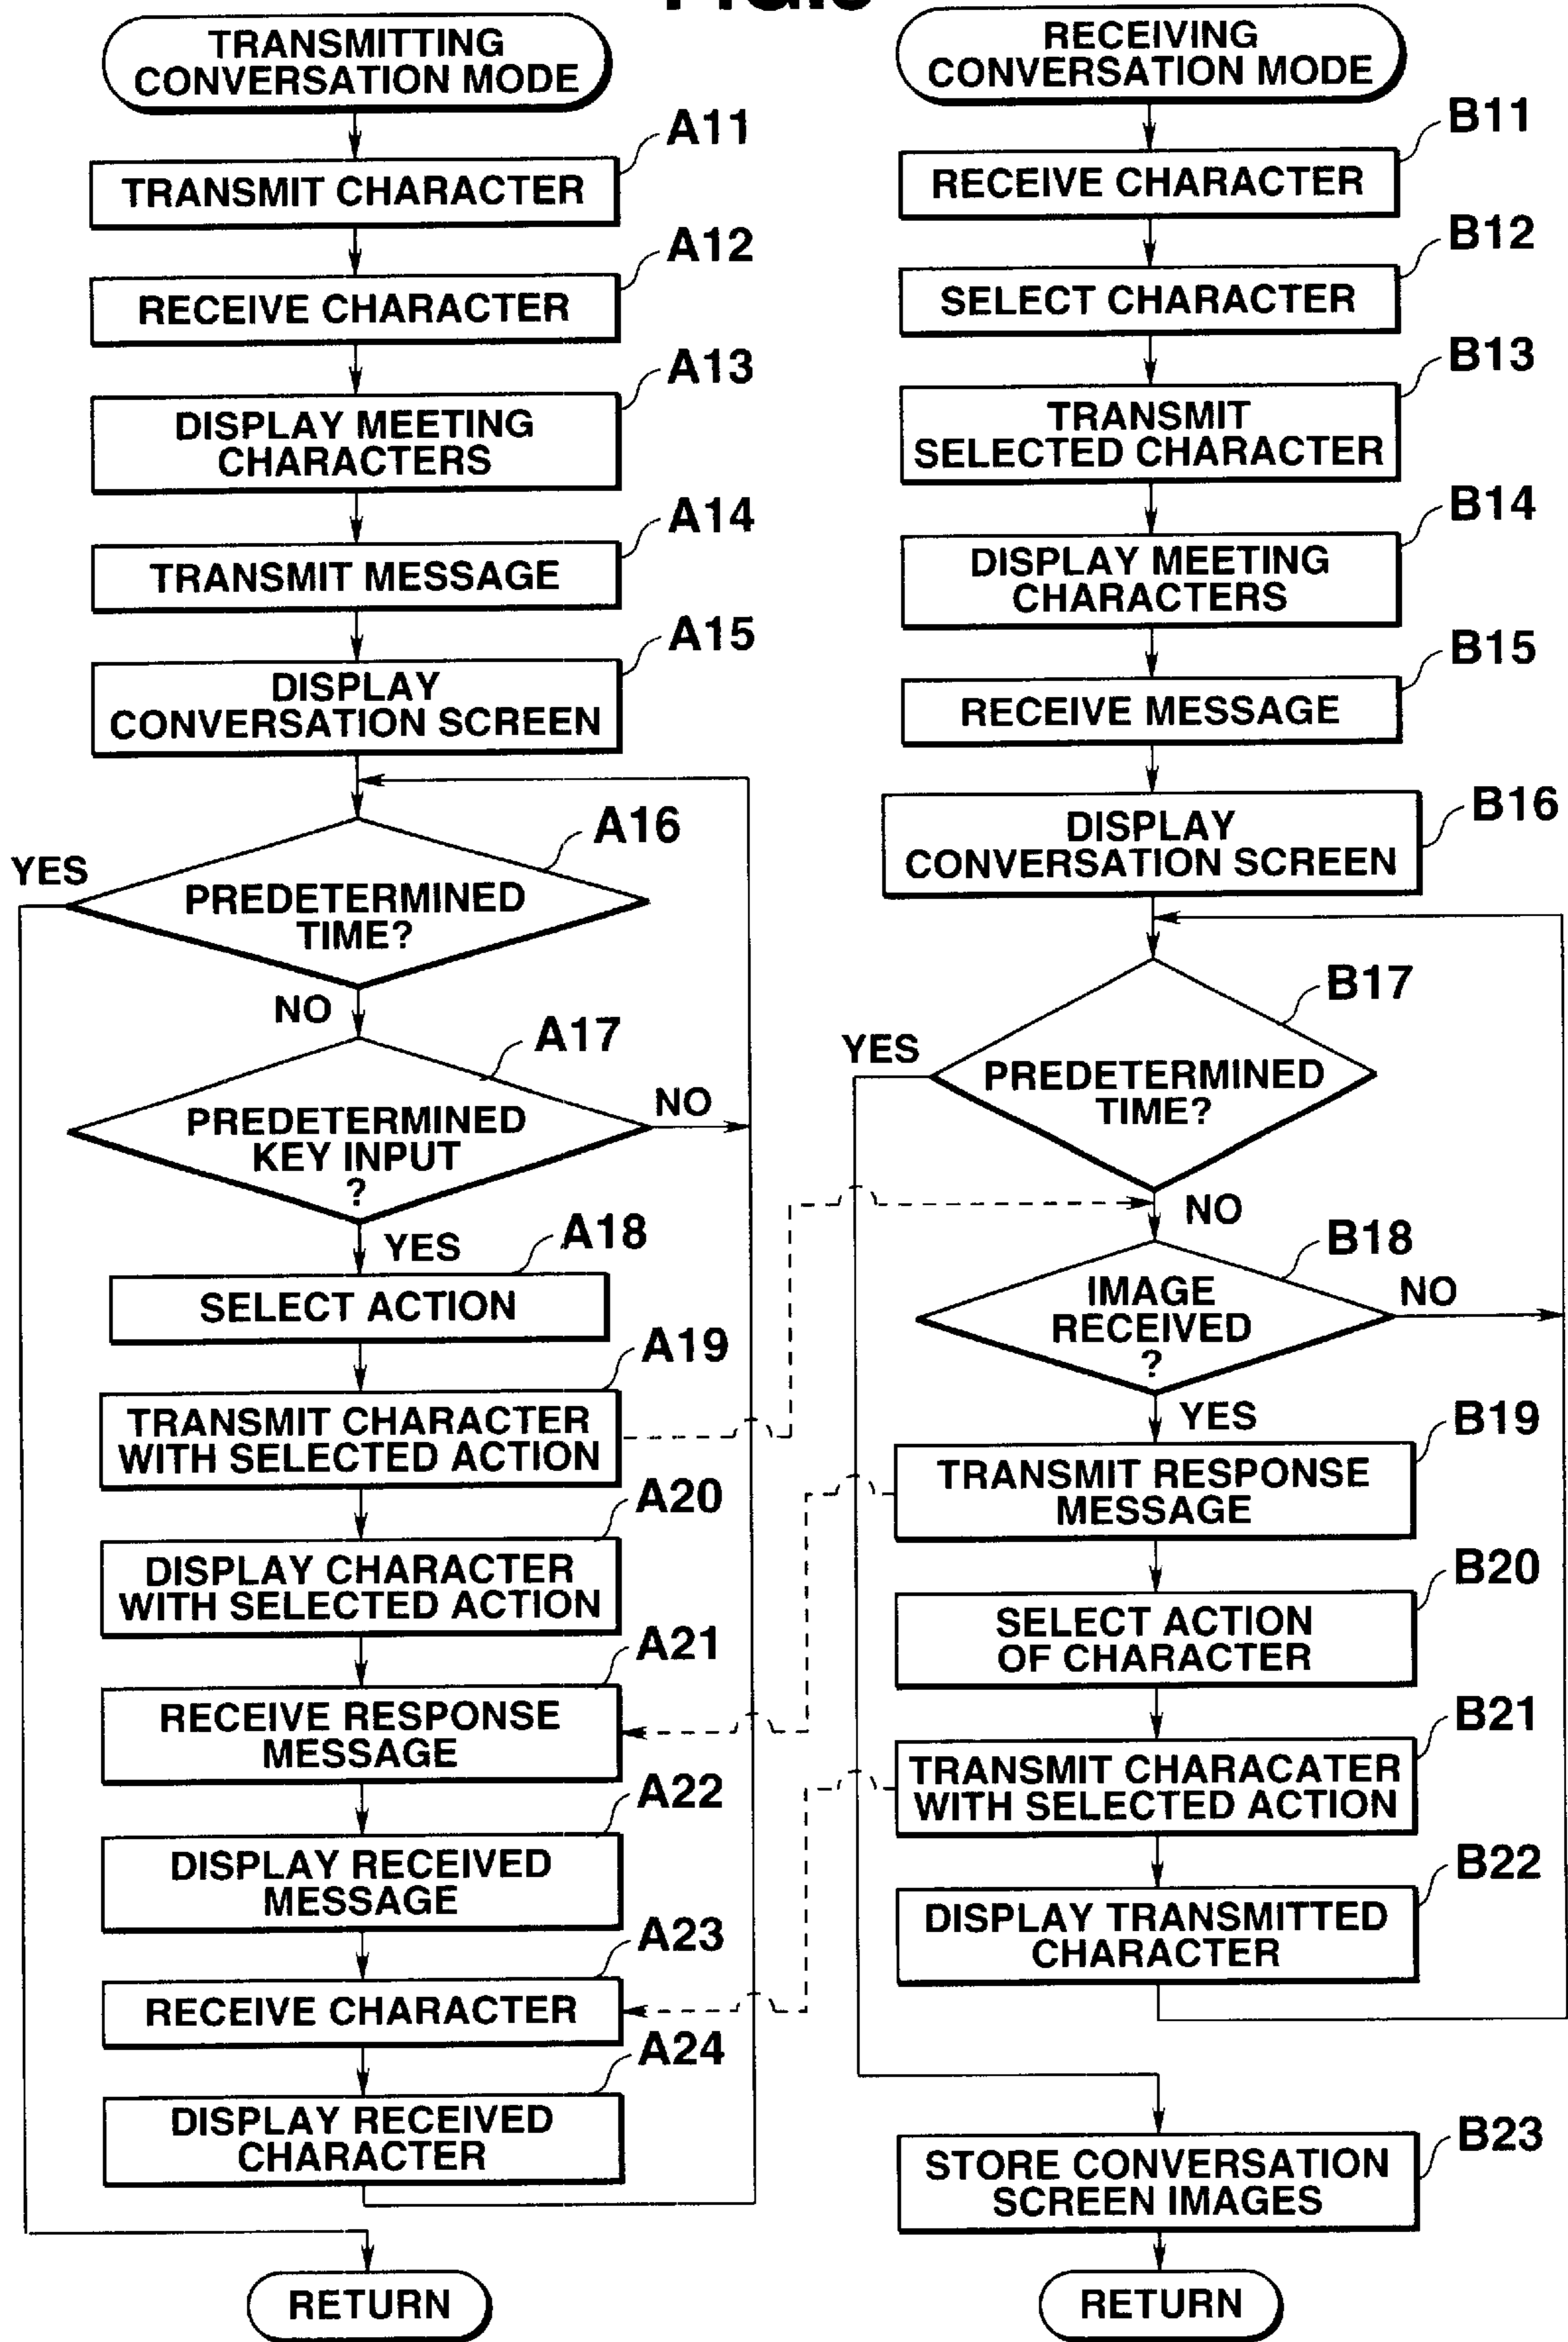 TRANSMITTING
CONVERSATION MODE
A11
TRANSMIT CHARACTER
A12
RECEIVE CHARACTER
A13
DISPLAY MEETING
CHARACTERS
A14
TRANSMIT MESSAGE
A15
DISPLAY
CONVERSATION SCREEN
A16
YES
PREDETERMINED
TIME?
NO
A17
PREDETERMINED
KEY INPUT
?
NO
YES
A18
SELECT ACTION
A19
TRANSMIT CHARACTER
WITH SELECTED ACTION
A20
DISPLAY CHARACTER
WITH SELECTED ACTION
A21
RECEIVE RESPONSE
MESSAGE
A22
DISPLAY RECEIVED
MESSAGE
A23
RECEIVE CHARACTER
A24
DISPLAY RECEIVED
CHARACTER
RETURN
RECEIVING
CONVERSATION MODE
B11
RECEIVE CHARACTER
B12
SELECT CHARACTER
B13
TRANSMIT
SELECTED CHARACTER
B14
DISPLAY MEETING
CHARACTERS
B15
RECEIVE MESSAGE
B16
DISPLAY
CONVERSATION SCREEN
B17
YES
PREDETERMINED
TIME?
NO
B18
IMAGE
RECEIVED
?
NO
YES
B19
TRANSMIT RESPONSE
MESSAGE
B20
SELECT ACTION
OF CHARACTER
B21
TRANSMIT CHARACATER
WITH SELECTED ACTION
B22
DISPLAY TRANSMITTED
CHARACTER
B23
STORE CONVERSATION
SCREEN IMAGES
RETURN